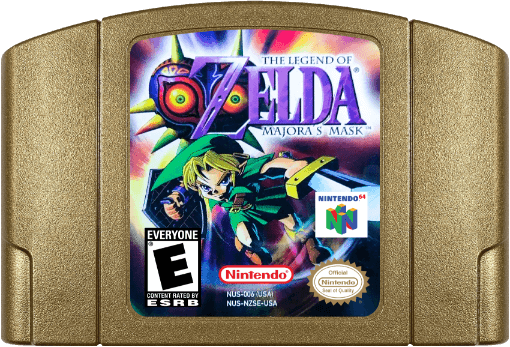 THE LEGEND OF
ZELDA
MAJORA'S MASK™
NINTENDO 64
N
EVERYONE
E
CONTENT RATED BY
ESRB
Nintendo
NUS-006 (USA)
NUS-NZSE-USA
Official
Nintendo
Seal of Quality